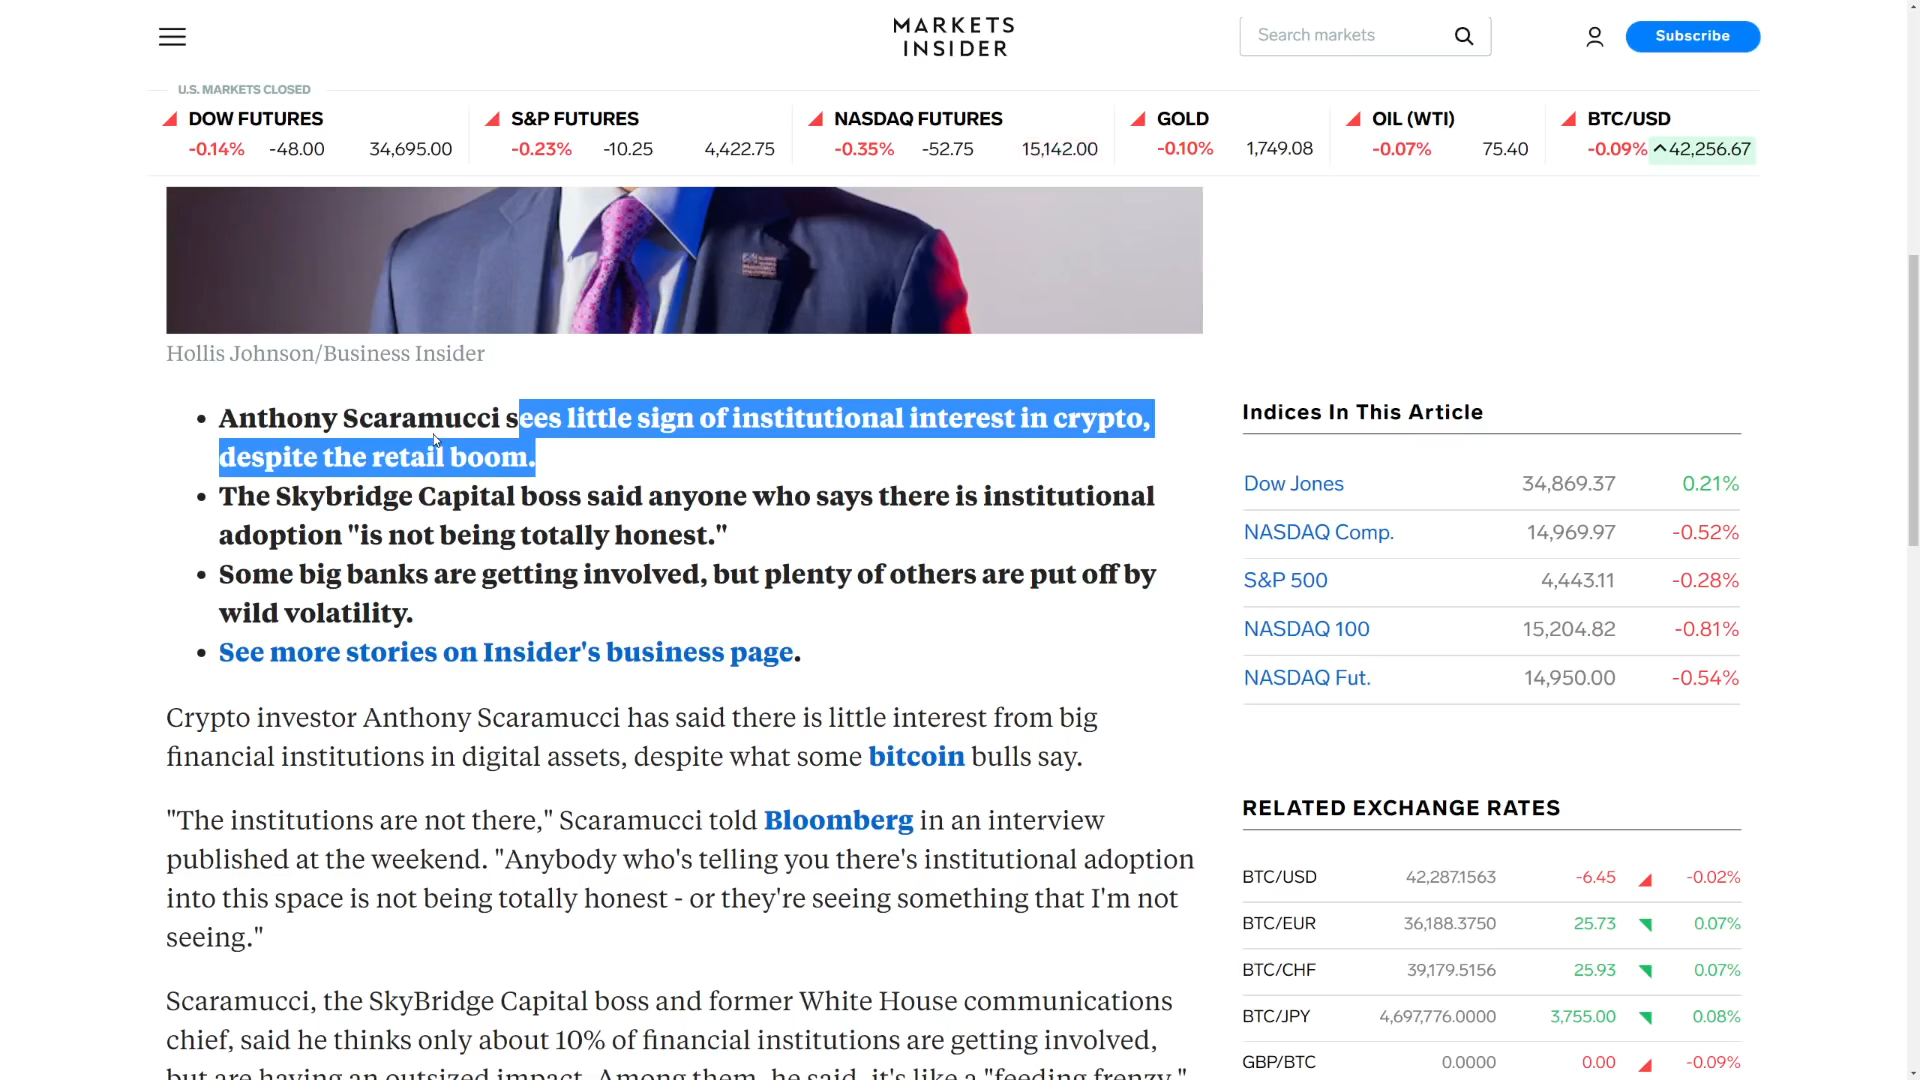 MARKETS
INSIDER
Search markets
Subscribe
U.S. MARKETS CLOSED
DOW FUTURES
-0.14% -48.00 34,695.00
S&P FUTURES
-0.23% -10.25 4,422.75
NASDAQ FUTURES
-0.35% -52.75 15,142.00
GOLD
-0.10% 1,749.08
OIL (WTI)
-0.07% 75.40
BTC/USD
-0.09% 42,256.67
Hollis Johnson/Business Insider
• Anthony Scaramucci sees little sign of institutional interest in crypto,
despite the retail boom.
• The Skybridge Capital boss said anyone who says there is institutional
adoption "is not being totally honest."
• Some big banks are getting involved, but plenty of others are put off by
wild volatility.
• See more stories on Insider's business page.
Crypto investor Anthony Scaramucci has said there is little interest from big
financial institutions in digital assets, despite what some bitcoin bulls say.
"The institutions are not there," Scaramucci told Bloomberg in an interview
published at the weekend. "Anybody who's telling you there's institutional adoption
into this space is not being totally honest - or they're seeing something that I'm not
seeing."
Scaramucci, the SkyBridge Capital boss and former White House communications
chief, said he thinks only about 10% of financial institutions are getting involved,
but are having an outsized impact. Among them, he said, it's like a "feeding frenzy."
Indices In This Article
Dow Jones 34,869.37 0.21%
NASDAQ Comp. 14,969.97 -0.52%
S&P 500 4,443.11 -0.28%
NASDAQ 100 15,204.82 -0.81%
NASDAQ Fut. 14,950.00 -0.54%
RELATED EXCHANGE RATES
BTC/USD 42,287.1563 -6.45 -0.02%
BTC/EUR 36,188.3750 25.73 0.07%
BTC/CHF 39,179.5156 25.93 0.07%
BTC/JPY 4,697,776.0000 3,755.00 0.08%
GBP/BTC 0.0000 0.00 -0.09%